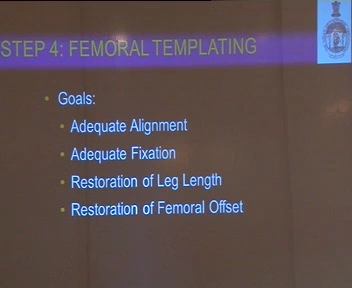 STEP 4: FEMORAL TEMPLATING
• Goals:
• Adequate Alignment
• Adequate Fixation
• Restoration of Leg Length
• Restoration of Femoral Offset